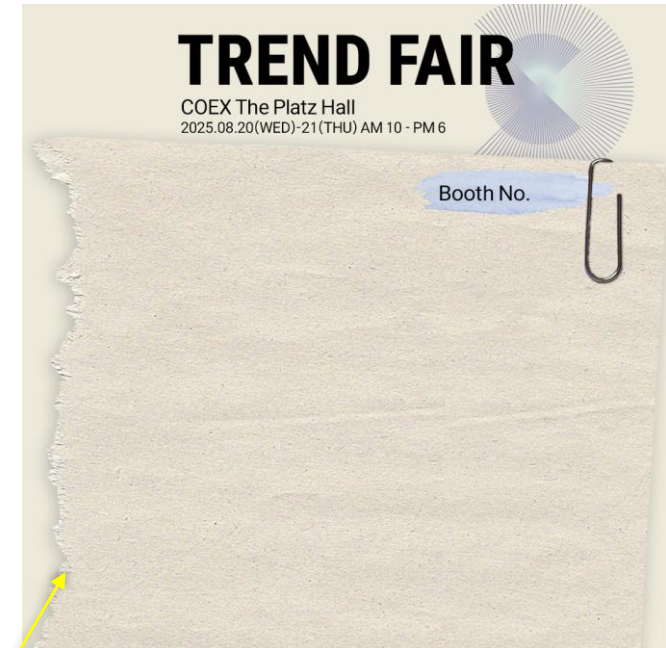 TREND FAIR
COEX The Platz Hall
2025.08.20(WED)-21(THU) AM 10 - PM 6
Booth No.